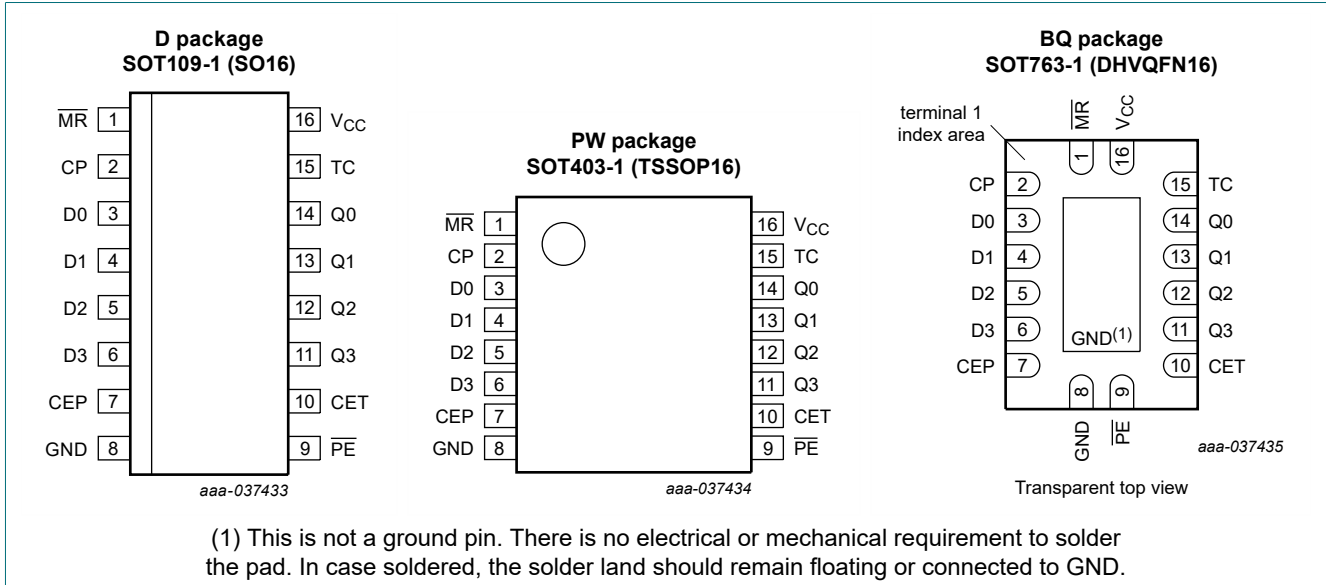 D package
SOT109-1 (SO16)
M̅R̅ 1
16 VCC
CP 2
15 TC
D0 3
14 Q0
D1 4
13 Q1
D2 5
12 Q2
D3 6
11 Q3
CEP 7
10 CET
GND 8
9 P̅E̅
aaa-037433
PW package
SOT403-1 (TSSOP16)
M̅R̅ 1
16 VCC
CP 2
15 TC
D0 3
14 Q0
D1 4
13 Q1
D2 5
12 Q2
D3 6
11 Q3
CEP 7
10 CET
GND 8
9 P̅E̅
aaa-037434
BQ package
SOT763-1 (DHVQFN16)
terminal 1
index area
M̅R̅
VCC
1
16
CP 2
15 TC
D0 3
14 Q0
D1 4
13 Q1
D2 5
12 Q2
D3 6
11 Q3
GND(1)
CEP 7
10 CET
8
9
GND
P̅E̅
aaa-037435
Transparent top view
(1) This is not a ground pin. There is no electrical or mechanical requirement to solder
the pad. In case soldered, the solder land should remain floating or connected to GND.